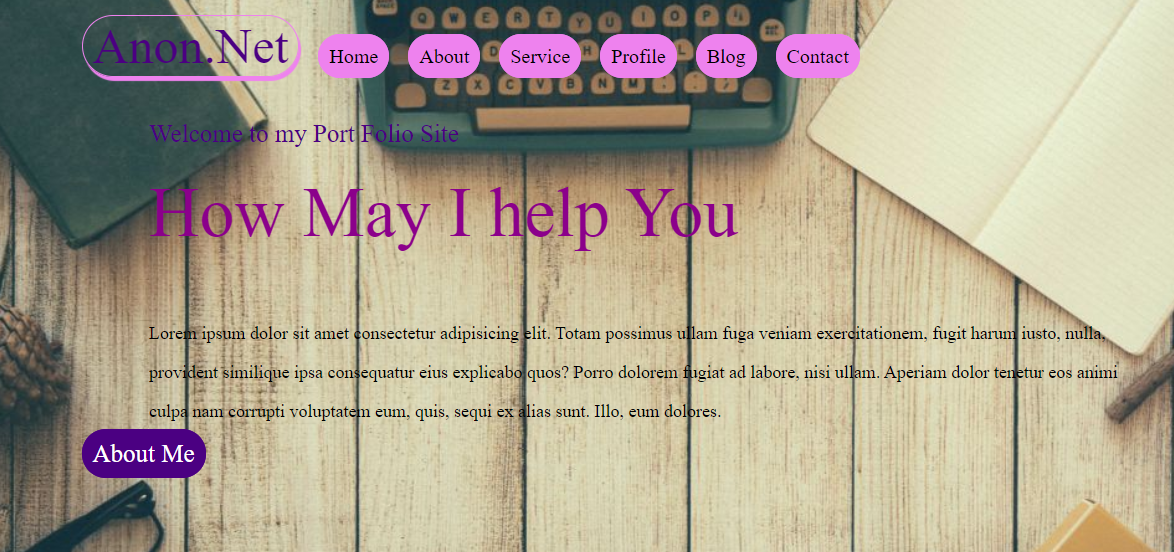 Anon.Net
Home About Service Profile Blog Contact
Welcome to my Port Folio Site
How May I help You
Lorem ipsum dolor sit amet consectetur adipisicing elit. Totam possimus ullam fuga veniam exercitationem, fugit harum iusto, nulla,
provident similique ipsa consequatur eius explicabo quos? Porro dolorem fugiat ad labore, nisi ullam. Aperiam dolor tenetur eos animi
culpa nam corrupti voluptatem eum, quis, sequi ex alias sunt. Illo, eum dolores.
About Me